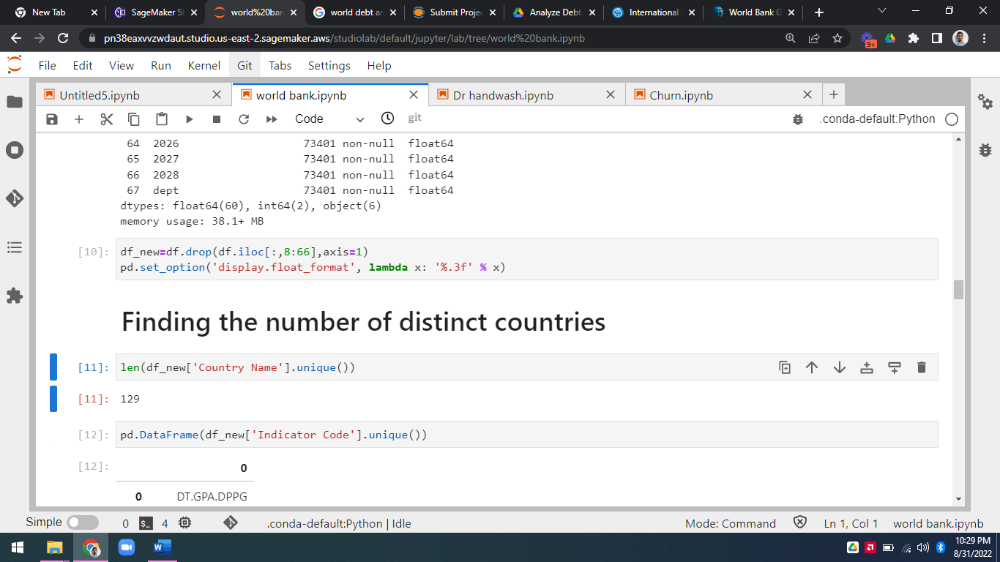 New Tab
SageMaker St
world%20ban
world debt an
Submit Projec
Analyze Debt
International
World Bank G
pn38eaxvvzwdaut.studio.us-east-2.sagemaker.aws/studiolab/default/jupyter/lab/tree/world%20bank.ipynb
9+
File Edit View Run Kernel Git Tabs Settings Help
Untitled5.ipynb
world bank.ipynb
Dr handwash.ipynb
Churn.ipynb
Code
git
.conda-default:Python
64 2026 73401 non-null float64
65 2027 73401 non-null float64
66 2028 73401 non-null float64
67 dept 73401 non-null float64
dtypes: float64(60), int64(2), object(6)
memory usage: 38.1+ MB
[10]: df_new=df.drop(df.iloc[:,8:66],axis=1)
pd.set_option('display.float_format', lambda x: '%.3f' % x)
Finding the number of distinct countries
[11]: len(df_new['Country Name'].unique())
[11]: 129
[12]: pd.DataFrame(df_new['Indicator Code'].unique())
[12]: 0
0 DT.GPA.DPPG
Simple 0 $_ 4 .conda-default:Python | Idle Mode: Command Ln 1, Col 1 world bank.ipynb
10:29 PM
8/31/2022